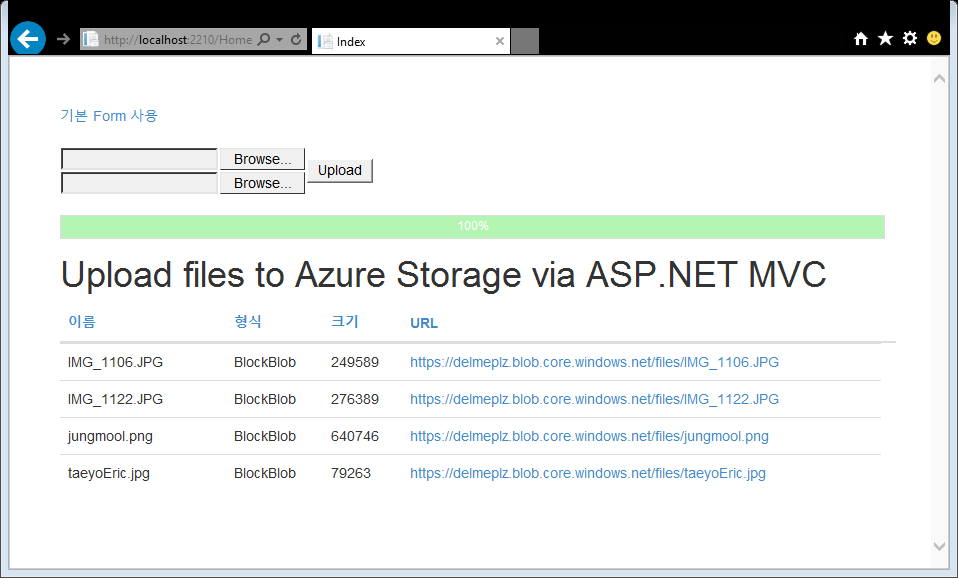 http://localhost:2210/Home
Index
기본 Form 사용
Browse...
Upload
Browse...
100%
Upload files to Azure Storage via ASP.NET MVC
이름 형식 크기 URL
IMG_1106.JPG BlockBlob 249589 https://delmeplz.blob.core.windows.net/files/IMG_1106.JPG
IMG_1122.JPG BlockBlob 276389 https://delmeplz.blob.core.windows.net/files/IMG_1122.JPG
jungmool.png BlockBlob 640746 https://delmeplz.blob.core.windows.net/files/jungmool.png
taeyoEric.jpg BlockBlob 79263 https://delmeplz.blob.core.windows.net/files/taeyoEric.jpg